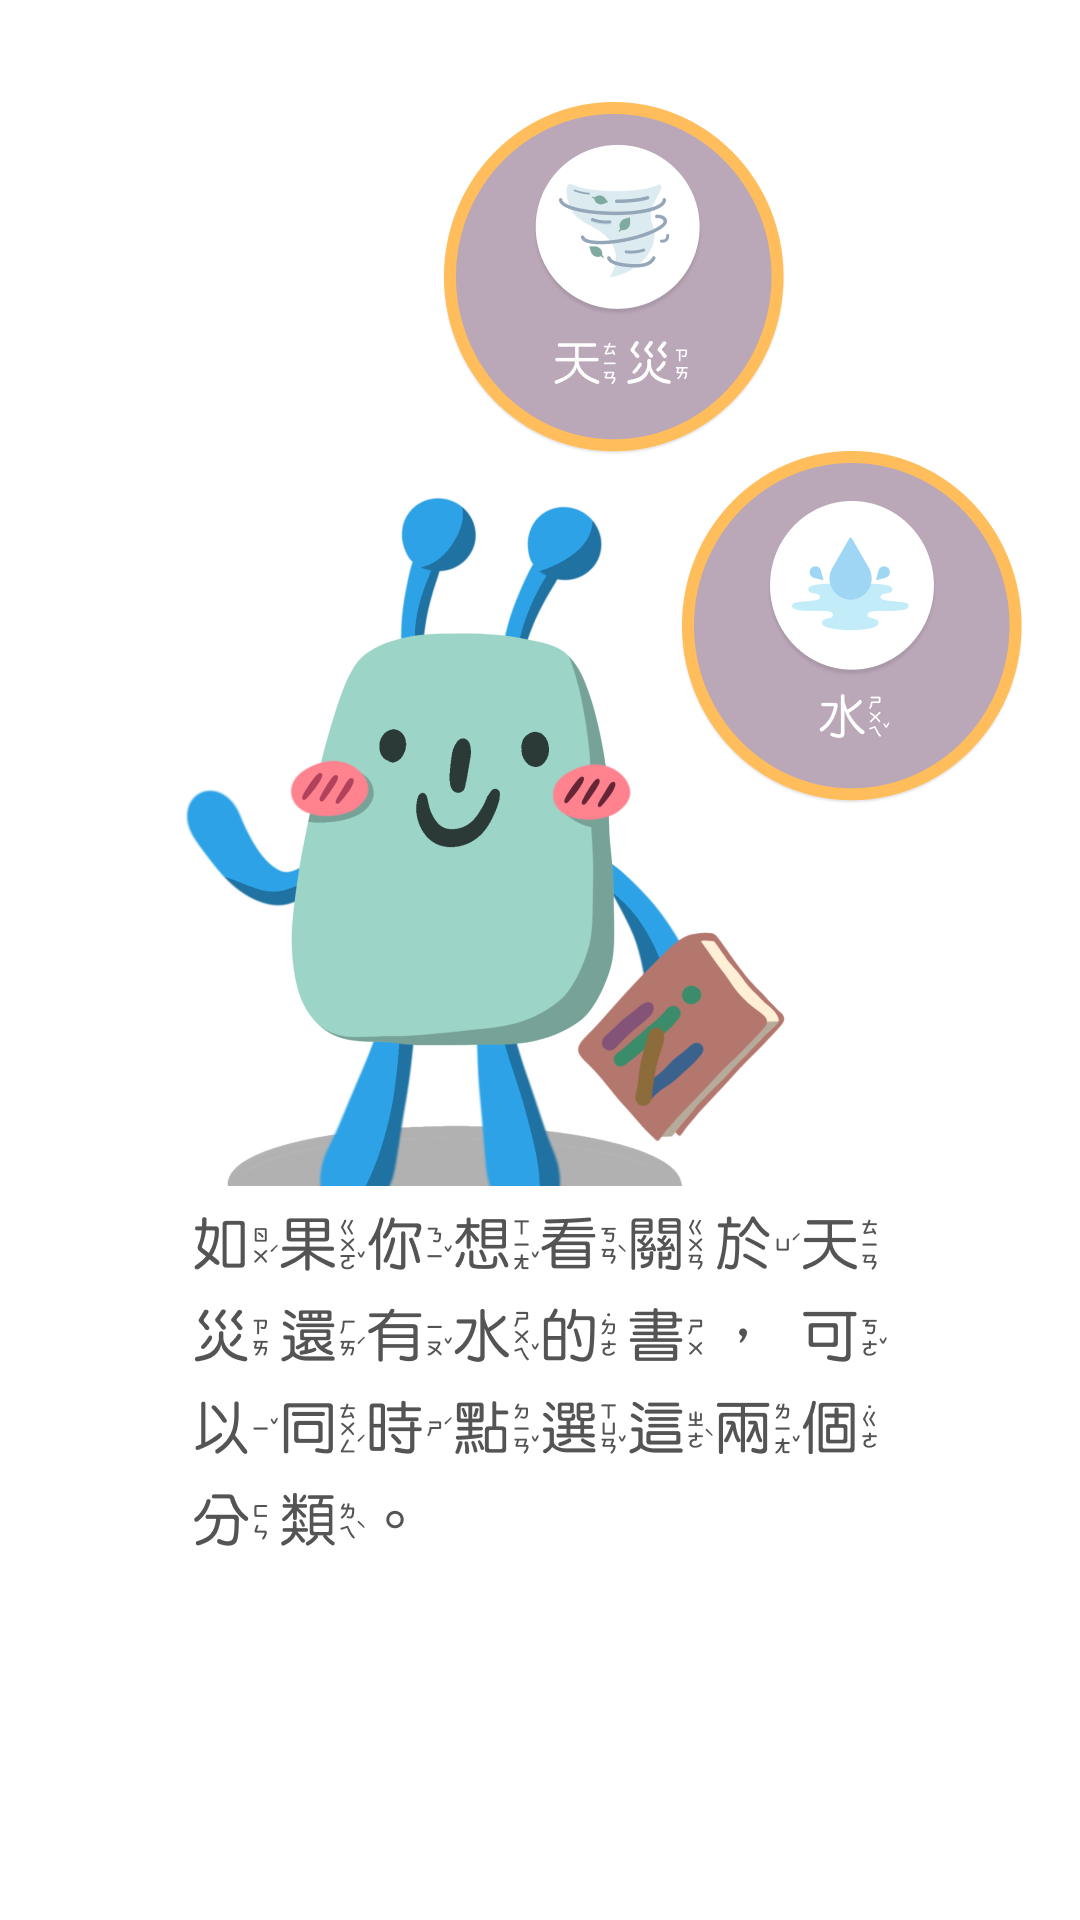 天災
水
如果你想看關於天
災還有水的書，可
以同時點選這兩個
分類。